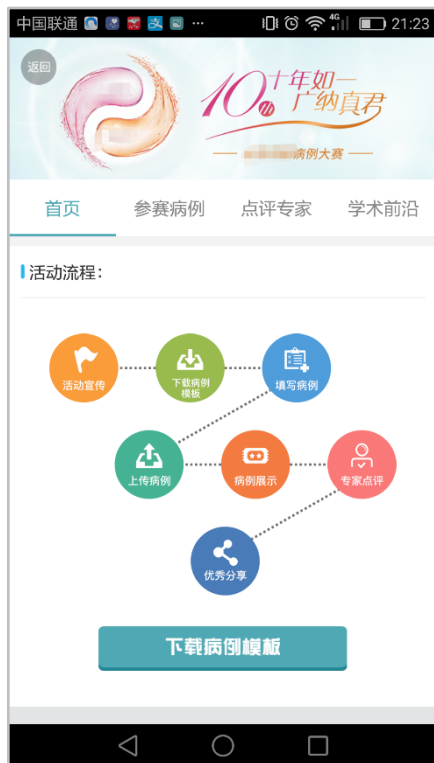 中国联通 ... 4G 21:23
返回
10 十年如一
广纳真君
病例大赛
首页 参赛病例 点评专家 学术前沿
活动流程：
活动宣传 下载病例 填写病例
模板
上传病例 病例展示 专家点评
优秀分享
下载病例模板